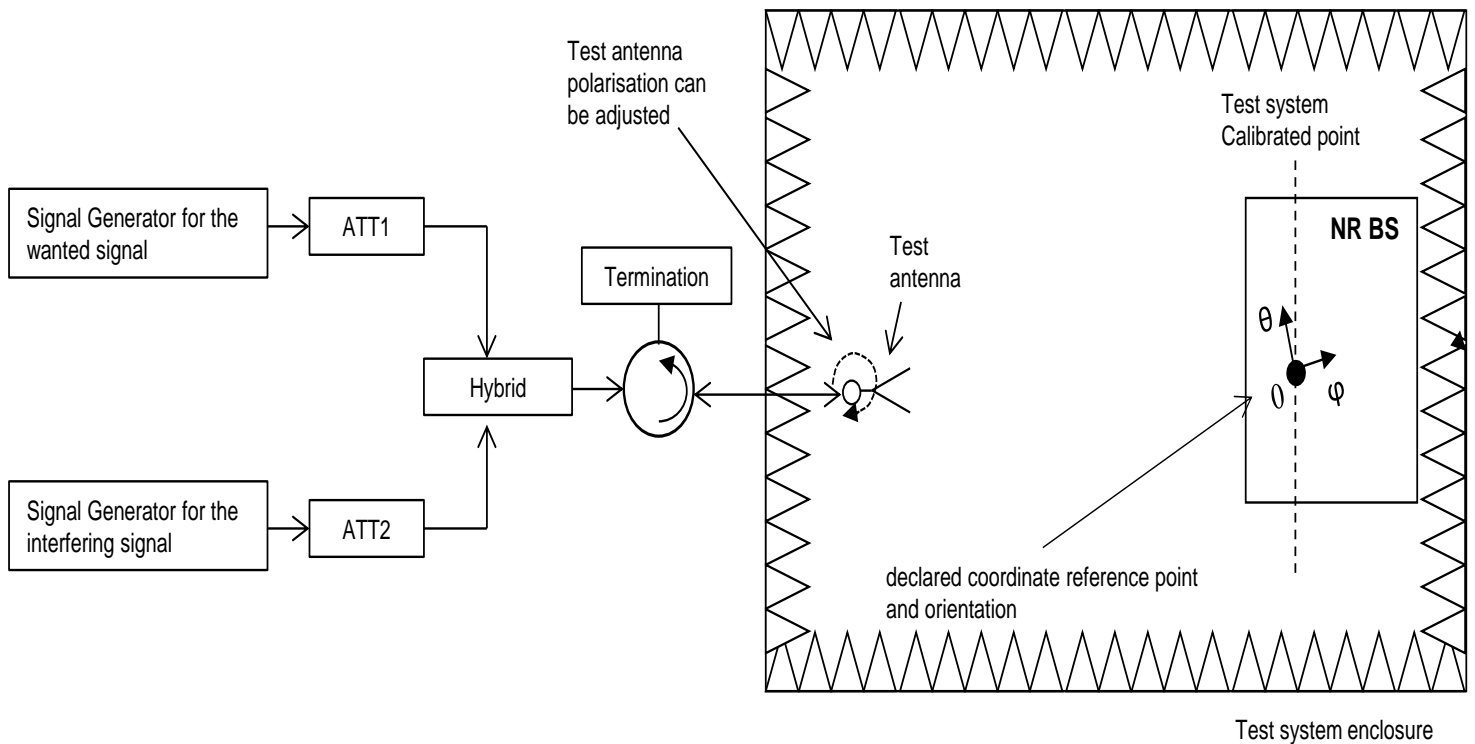 Test antenna
polarisation can
be adjusted
Test system
Calibrated point
Signal Generator for the
wanted signal
ATT1
NR BS
Termination
Test
antenna
θ
Hybrid
0
φ
Signal Generator for the
interfering signal
ATT2
declared coordinate reference point
and orientation
Test system enclosure